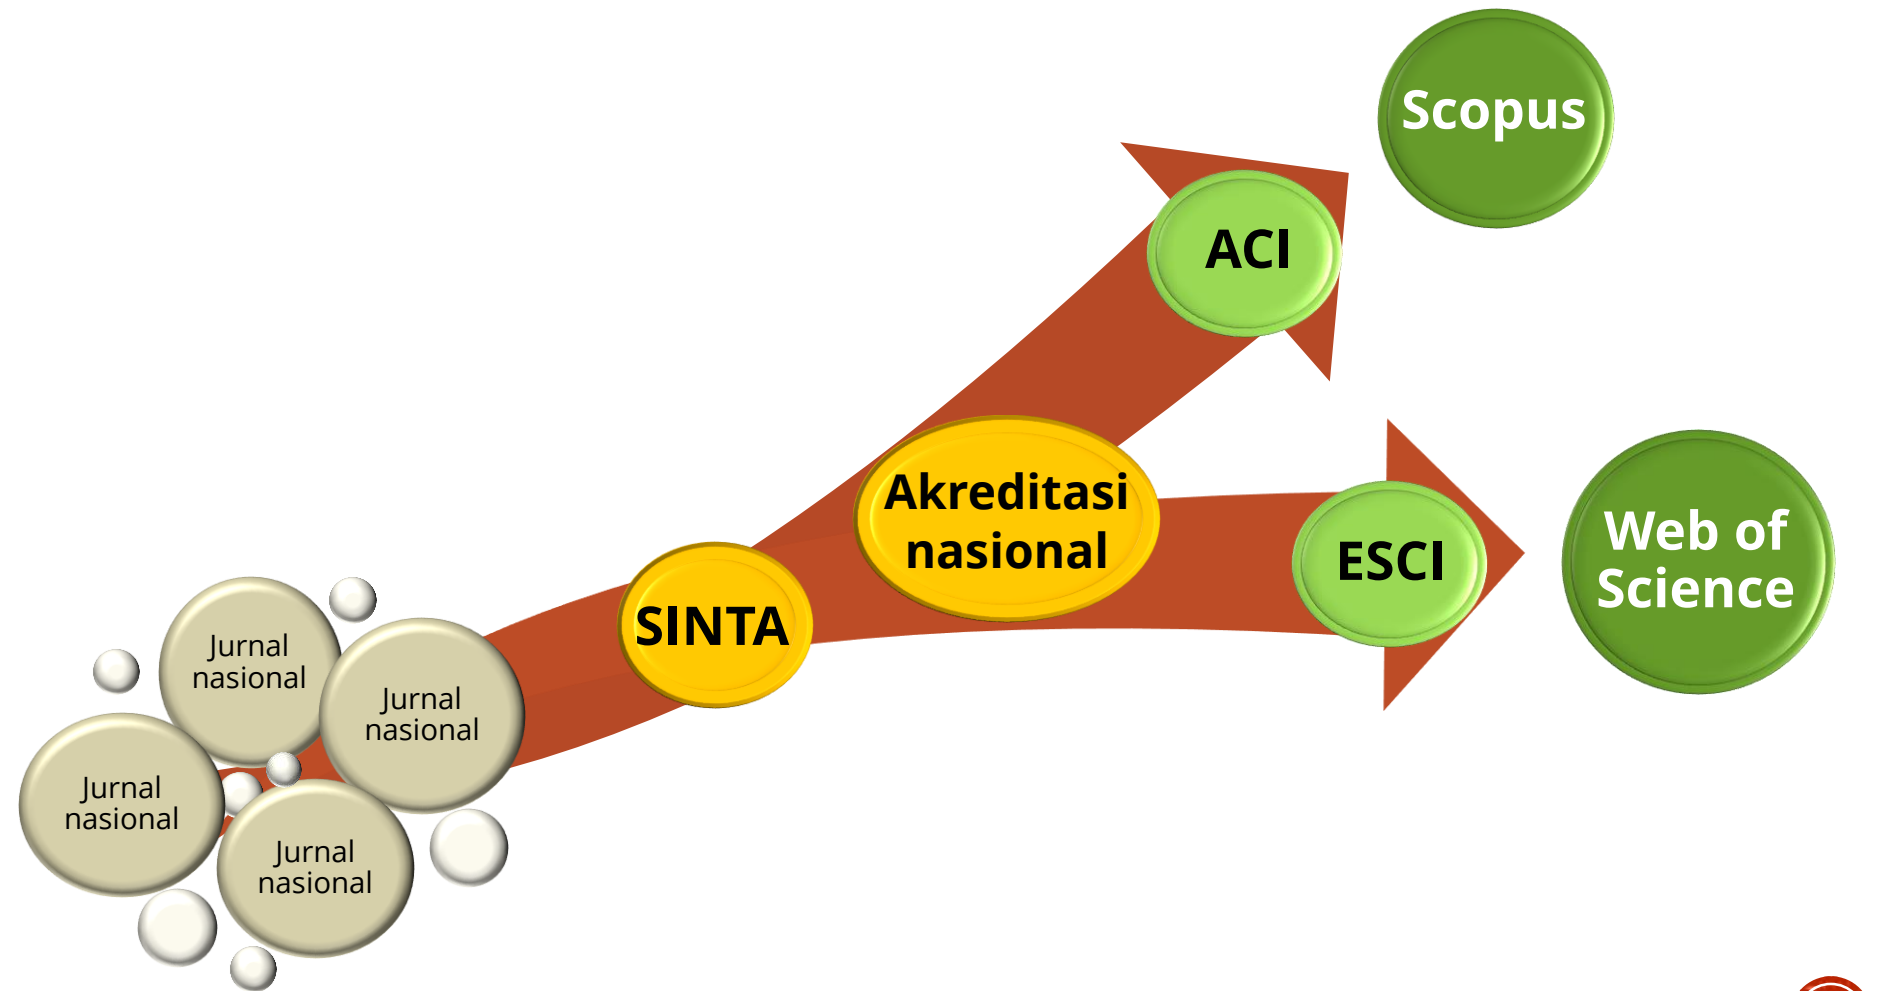 Scopus
ACI
Akreditasi
nasional
ESCI
Web of
Science
SINTA
Jurnal
nasional
Jurnal
nasional
Jurnal
nasional
Jurnal
nasional